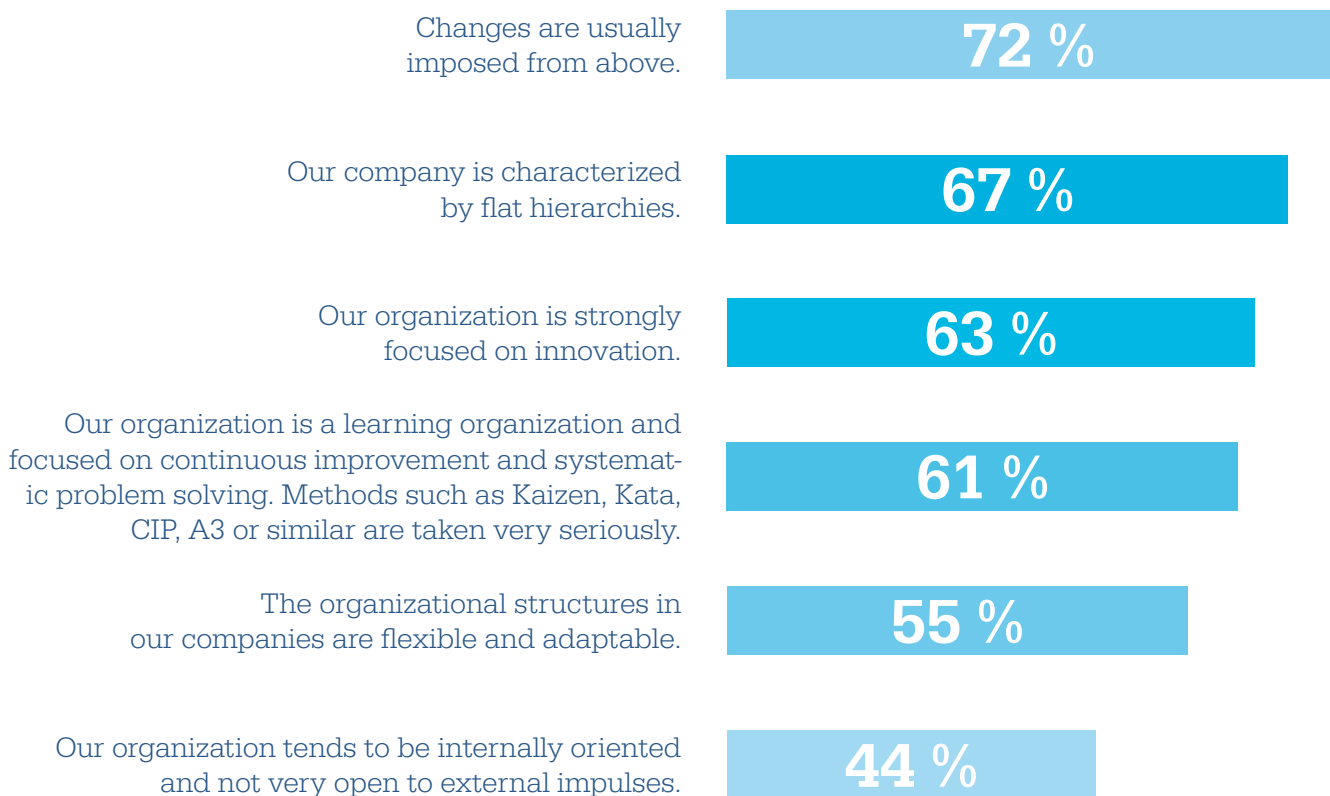 Changes are usually
imposed from above.
72 %
Our company is characterized
by flat hierarchies.
67 %
Our organization is strongly
focused on innovation.
63 %
Our organization is a learning organization and
focused on continuous improvement and systemat-
ic problem solving. Methods such as Kaizen, Kata,
CIP, A3 or similar are taken very seriously.
61 %
The organizational structures in
our companies are flexible and adaptable.
55 %
Our organization tends to be internally oriented
and not very open to external impulses.
44 %